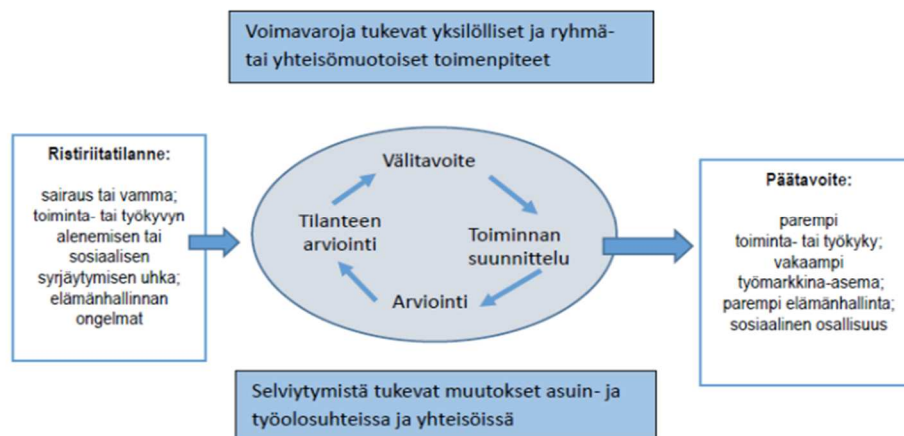 Voimavaroja tukevat yksilölliset ja ryhmä-
tai yhteisömuotoiset toimenpiteet
Ristiriitatilanne:
sairaus tai vamma;
toiminta- tai työkyvyn
alenemisen tai
sosiaalisen
syrjäytymisen uhka;
elämänhallinnan
ongelmat
Välitavoite
Tilanteen
arviointi
Toiminnan
suunnittelu
Arviointi
Päätavoite:
parempi
toiminta- tai työkyky;
vakaampi
työmarkkina-asema;
parempi elämänhallinta;
sosiaalinen osallisuus
Selviytymistä tukevat muutokset asuin- ja
työolosuhteissa ja yhteisöissä